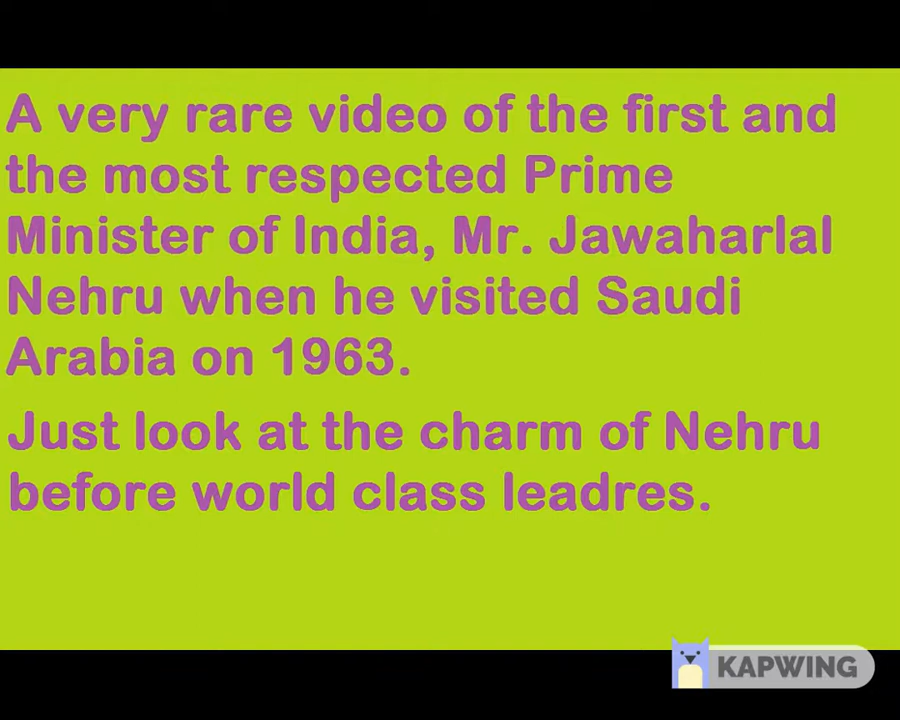 A very rare video of the first and
the most respected Prime
Minister of India, Mr. Jawaharlal
Nehru when he visited Saudi
Arabia on 1963.
Just look at the charm of Nehru
before world class leadres.
KAPWING